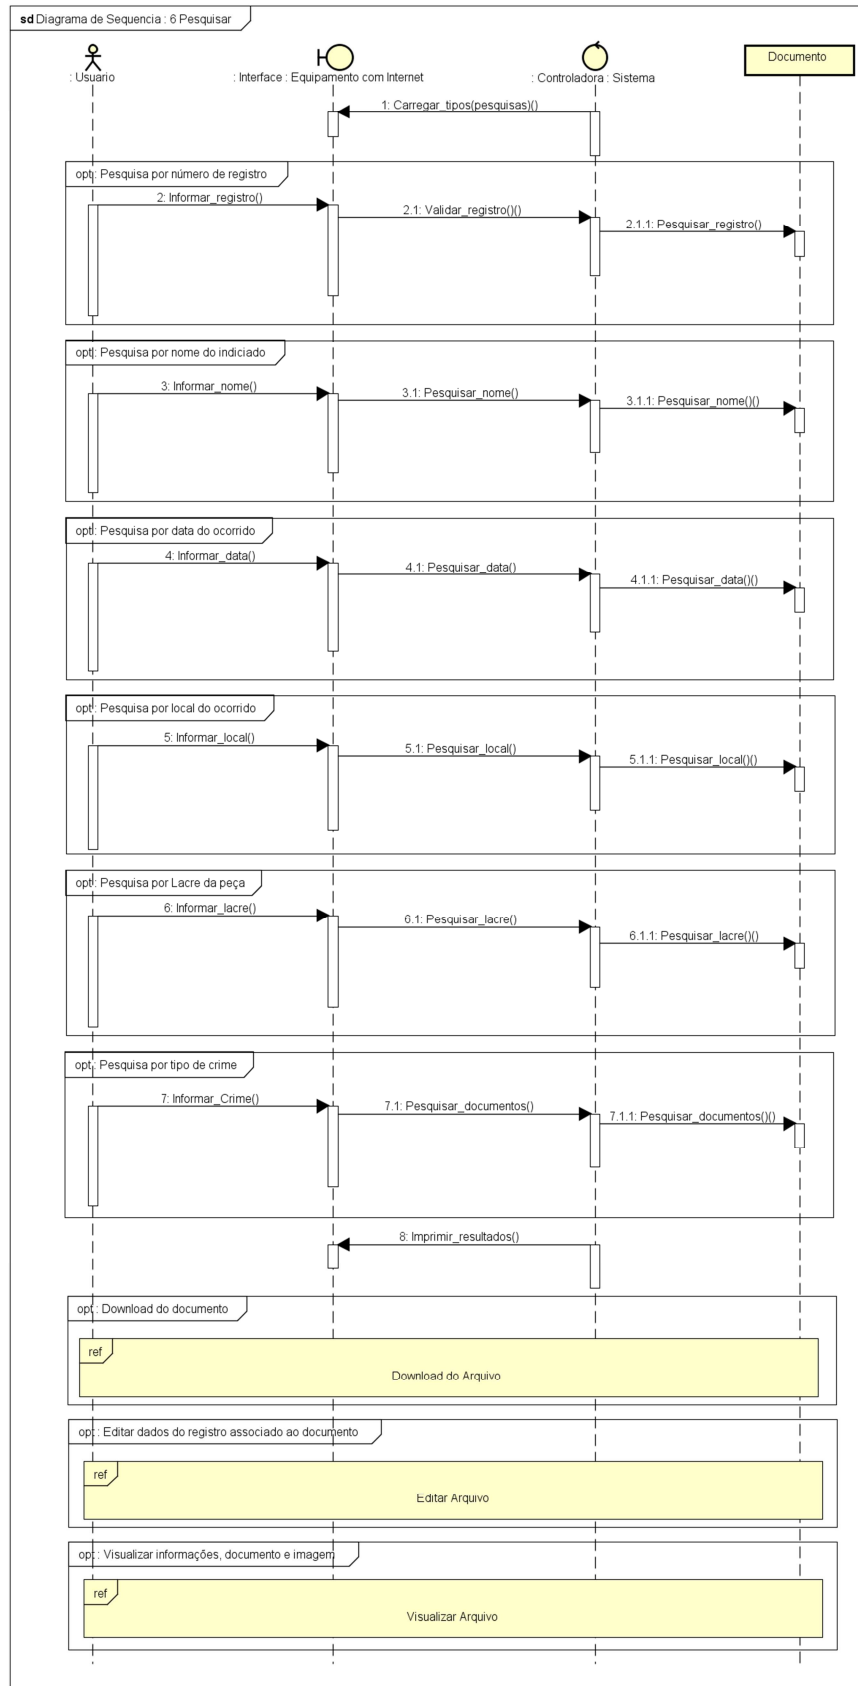 sd Diagrama de Sequencia : 6 Pesquisar
: Usuario
: Interface : Equipamento com Internet
: Controladora : Sistema
Documento
1: Carregar_tipos(pesquisas)()
opt : Pesquisa por número de registro
2: Informar_registro()
2.1: Validar_registro()()
2.1.1: Pesquisar_registro()
opt : Pesquisa por nome do indiciado
3: Informar_nome()
3.1: Pesquisar_nome()
3.1.1: Pesquisar_nome()()
opt : Pesquisa por data do ocorrido
4: Informar_data()
4.1: Pesquisar_data()
4.1.1: Pesquisar_data()()
opt : Pesquisa por local do ocorrido
5: Informar_local()
5.1: Pesquisar_local()
5.1.1: Pesquisar_local()()
opt : Pesquisa por Lacre da peça
6: Informar_lacre()
6.1: Pesquisar_lacre()
6.1.1: Pesquisar_lacre()()
opt : Pesquisa por tipo de crime
7: Informar_Crime()
7.1: Pesquisar_documentos()
7.1.1: Pesquisar_documentos()()
8: Imprimir_resultados()
opt : Download do documento
ref
Download do Arquivo
opt : Editar dados do registro associado ao documento
ref
Editar Arquivo
opt : Visualizar informações, documento e imagem
ref
Visualizar Arquivo